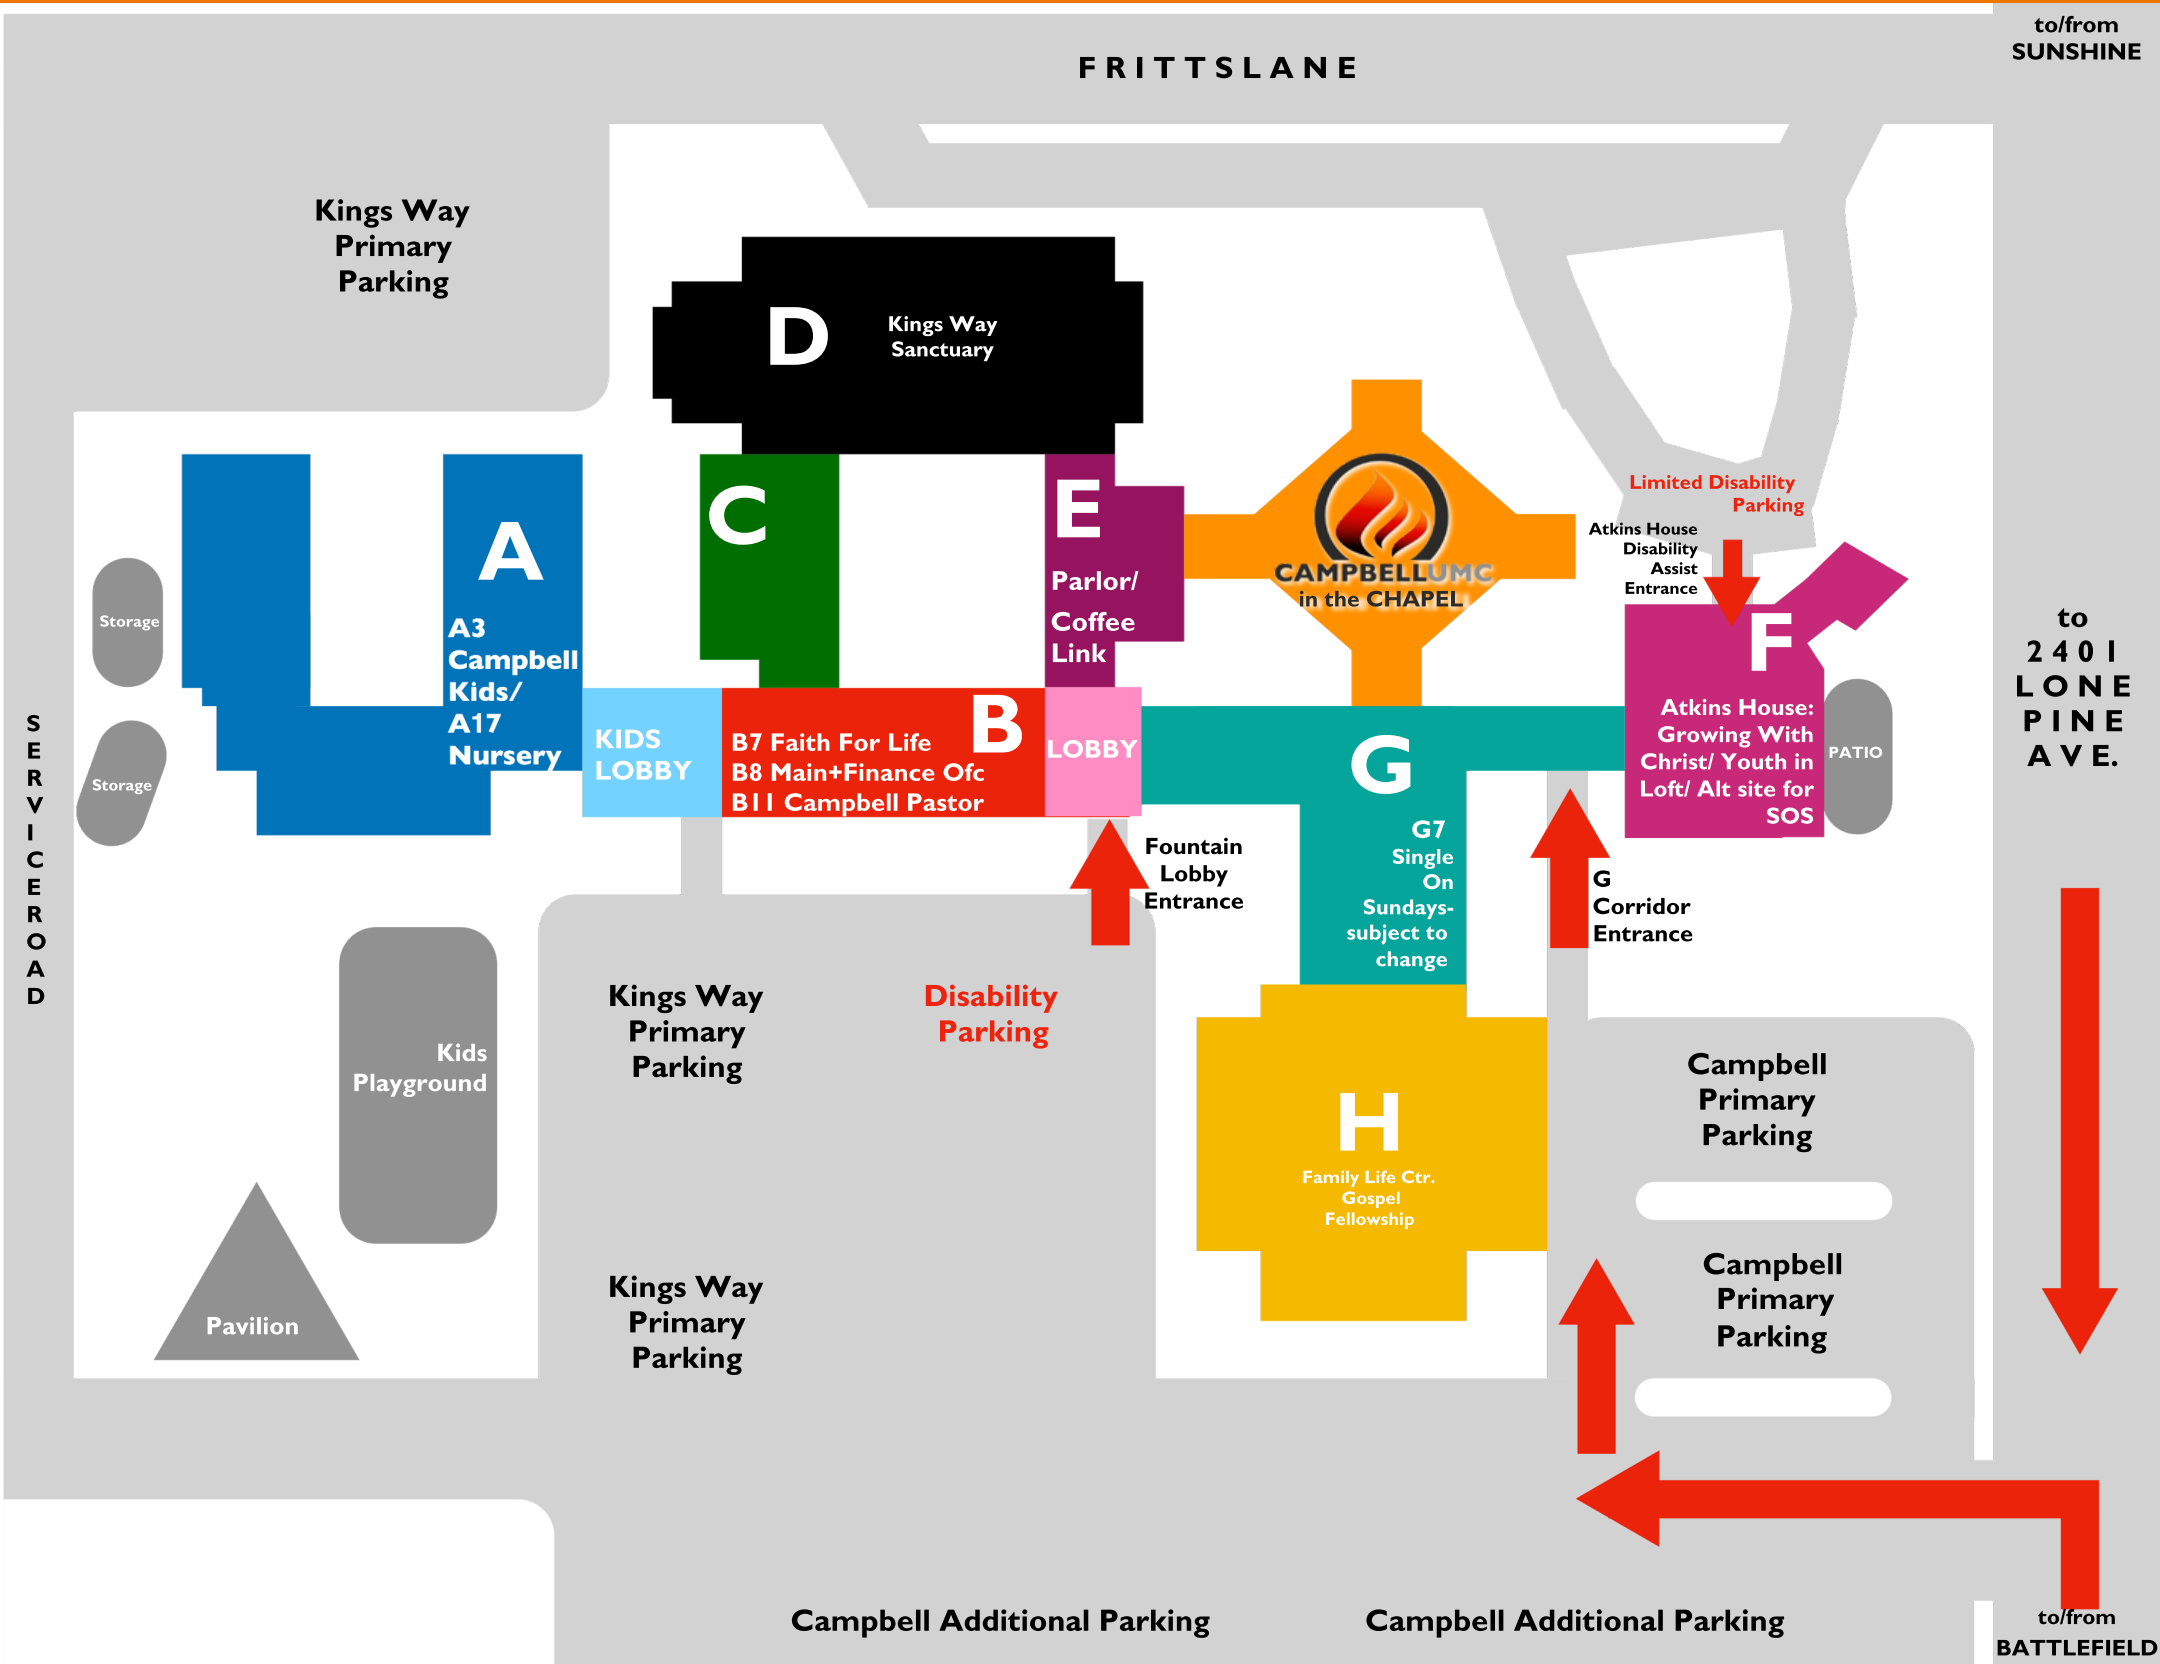 to/from
SUNSHINE
FRITTSLANE
Kings Way
Primary
Parking
D
Kings Way
Sanctuary
C
E
Parlor/
Coffee
Link
CAMPBELLUMC
in the CHAPEL
Limited Disability
Parking
Atkins House
Disability
Assist
Entrance
F
Atkins House:
Growing With
Christ/ Youth in
Loft/ Alt site for
SOS
PATIO
to
2401
LONE
PINE
AVE.
A
A3
Campbell
Kids/
A17
Nursery
Storage
Storage
SERVICEROAD
KIDS
LOBBY
B
B7 Faith For Life
B8 Main+Finance Ofc
B11 Campbell Pastor
LOBBY
G
G7
Single
On
Sundays-
subject to
change
Fountain
Lobby
Entrance
G
Corridor
Entrance
Kings Way
Primary
Parking
Disability
Parking
Kids
Playground
H
Family Life Ctr.
Gospel
Fellowship
Campbell
Primary
Parking
Campbell
Primary
Parking
Kings Way
Primary
Parking
Pavilion
Campbell Additional Parking
Campbell Additional Parking
to/from
BATTLEFIELD